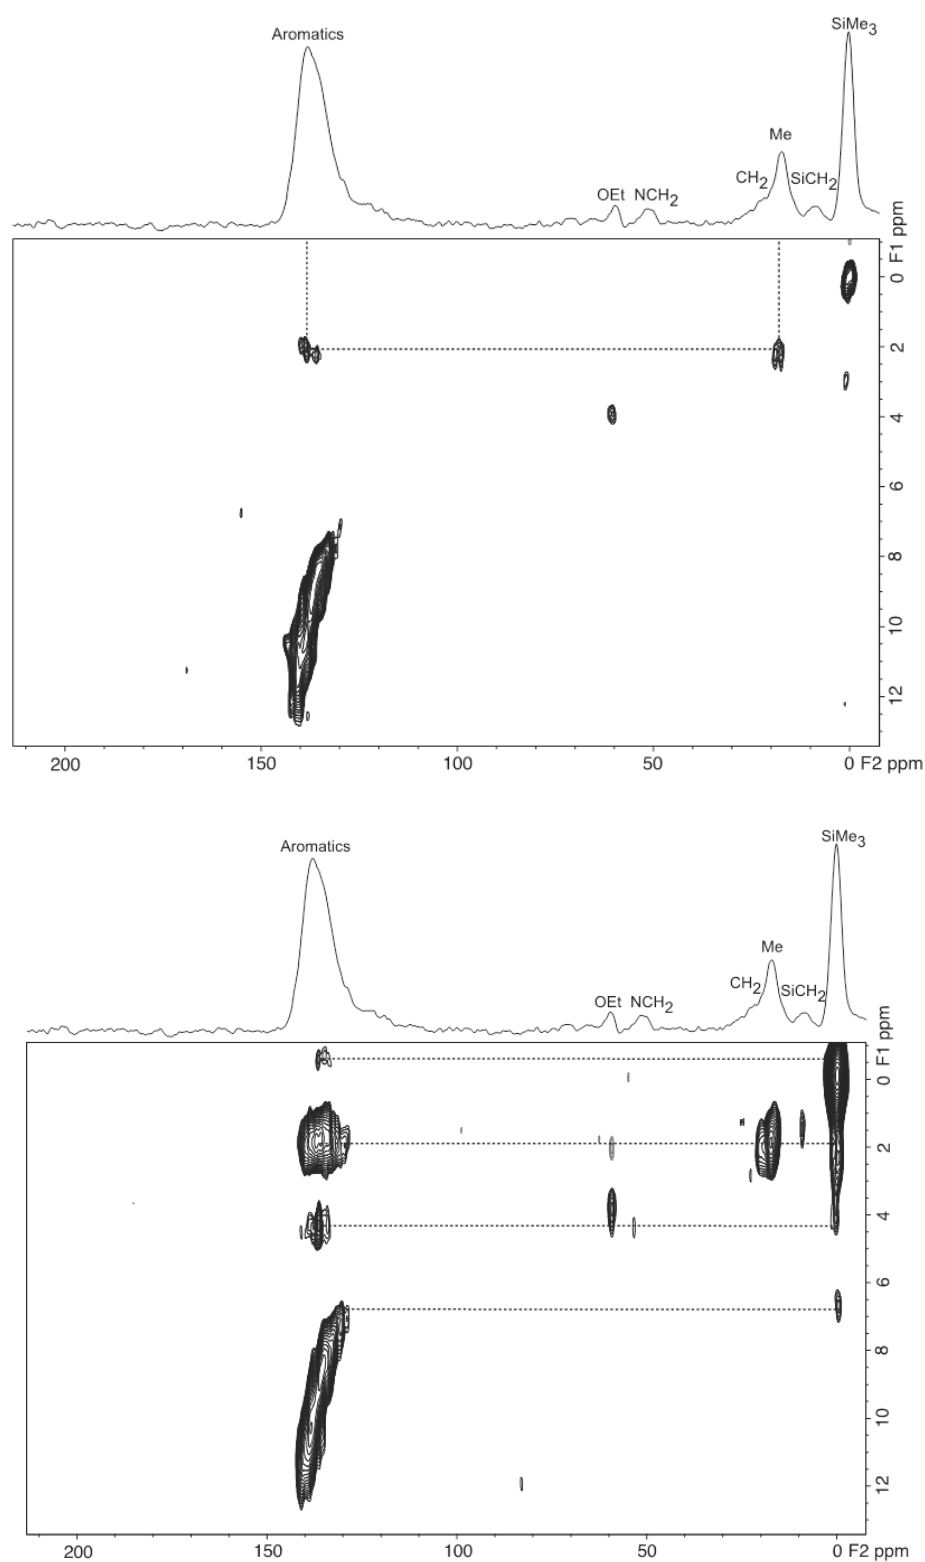 SiMe3
Aromatics
Me
CH2
SiCH2
OEt
NCH2
F1 ppm
0
2
4
6
8
10
12
200
150
100
50
0
F2 ppm
SiMe3
Aromatics
Me
CH2
SiCH2
OEt
NCH2
F1 ppm
0
2
4
6
8
10
12
200
150
100
50
0
F2 ppm